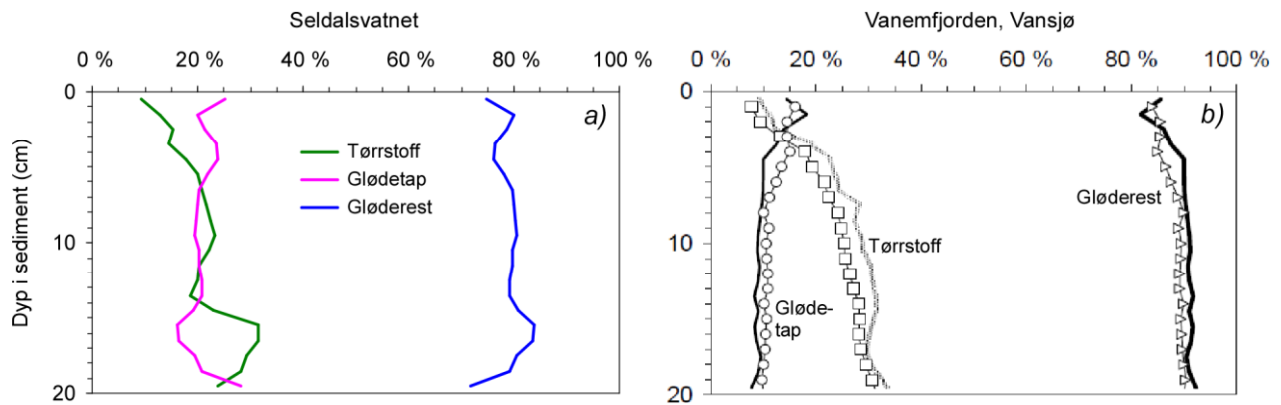 Seldalsvatnet
0 % 20 % 40 % 60 % 80 % 100 %
0
10
20
Dyp i sediment (cm)
a)
Tørrstoff
Glødetap
Gløderest
Vanemfjorden, Vansjø
0 % 20 % 40 % 60 % 80 % 100 %
0
10
20
b)
Gløderest
Tørrstoff
Gløde-
tap